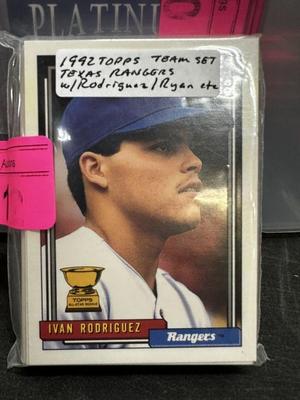 PLATINU
1992 TOPPS TEAM SET
TEXAS RANGERS
w/Rodriguez/Ryan etc
TOPPS
ALL-STAR ROOKIE
IVAN RODRIGUEZ
Rangers